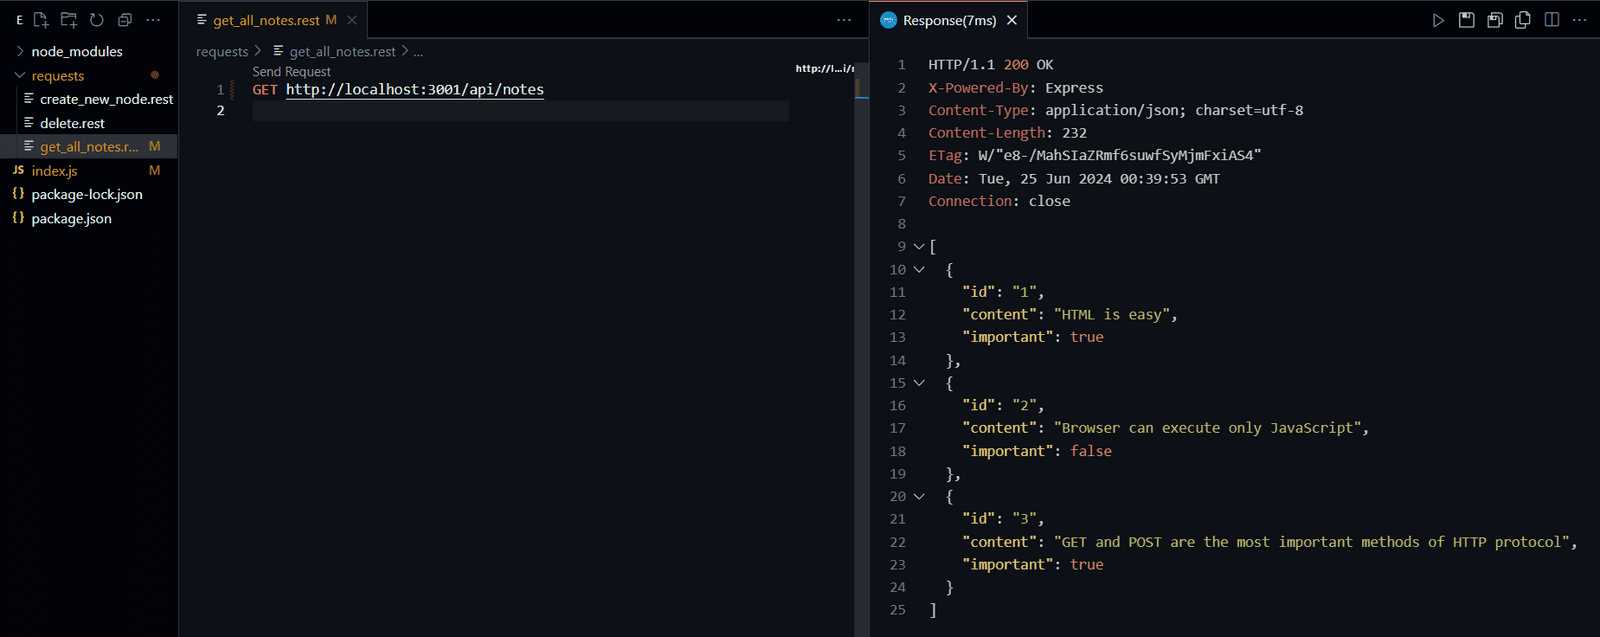 E
node_modules
requests
create_new_node.rest
delete.rest
get_all_notes.r... M
JS index.js M
{} package-lock.json
{} package.json
get_all_notes.rest M
requests > get_all_notes.rest > ...
Send Request
1 GET http://localhost:3001/api/notes
2
http://l...i/r
Response(7ms)
1 HTTP/1.1 200 OK
2 X-Powered-By: Express
3 Content-Type: application/json; charset=utf-8
4 Content-Length: 232
5 ETag: W/"e8-/MahSIaZRmf6suwfSyMjmFxiAS4"
6 Date: Tue, 25 Jun 2024 00:39:53 GMT
7 Connection: close
8
9 [
10 {
11 "id": "1",
12 "content": "HTML is easy",
13 "important": true
14 },
15 {
16 "id": "2",
17 "content": "Browser can execute only JavaScript",
18 "important": false
19 },
20 {
21 "id": "3",
22 "content": "GET and POST are the most important methods of HTTP protocol",
23 "important": true
24 }
25 ]